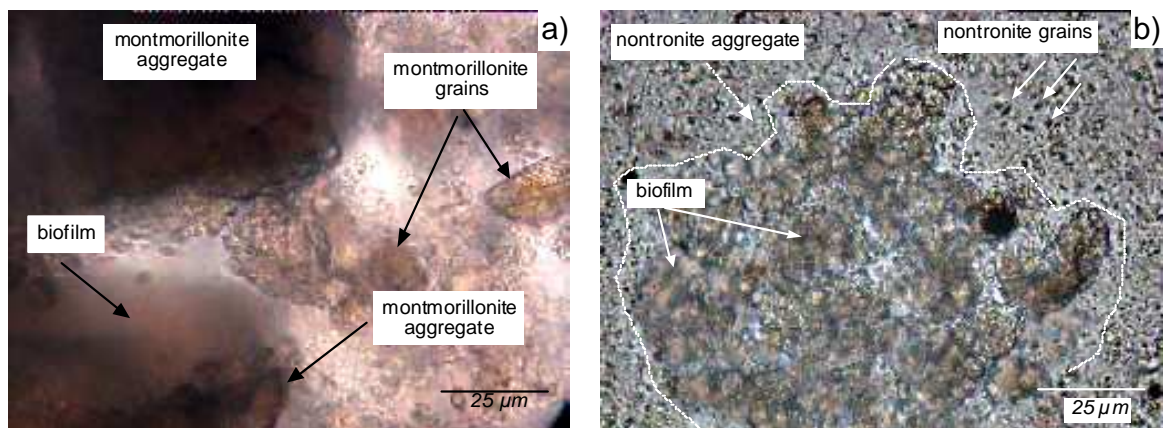 a)
montmorillonite
aggregate
montmorillonite
grains
biofilm
montmorillonite
aggregate
25 µm
b)
nontronite aggregate
nontronite grains
biofilm
25 µm